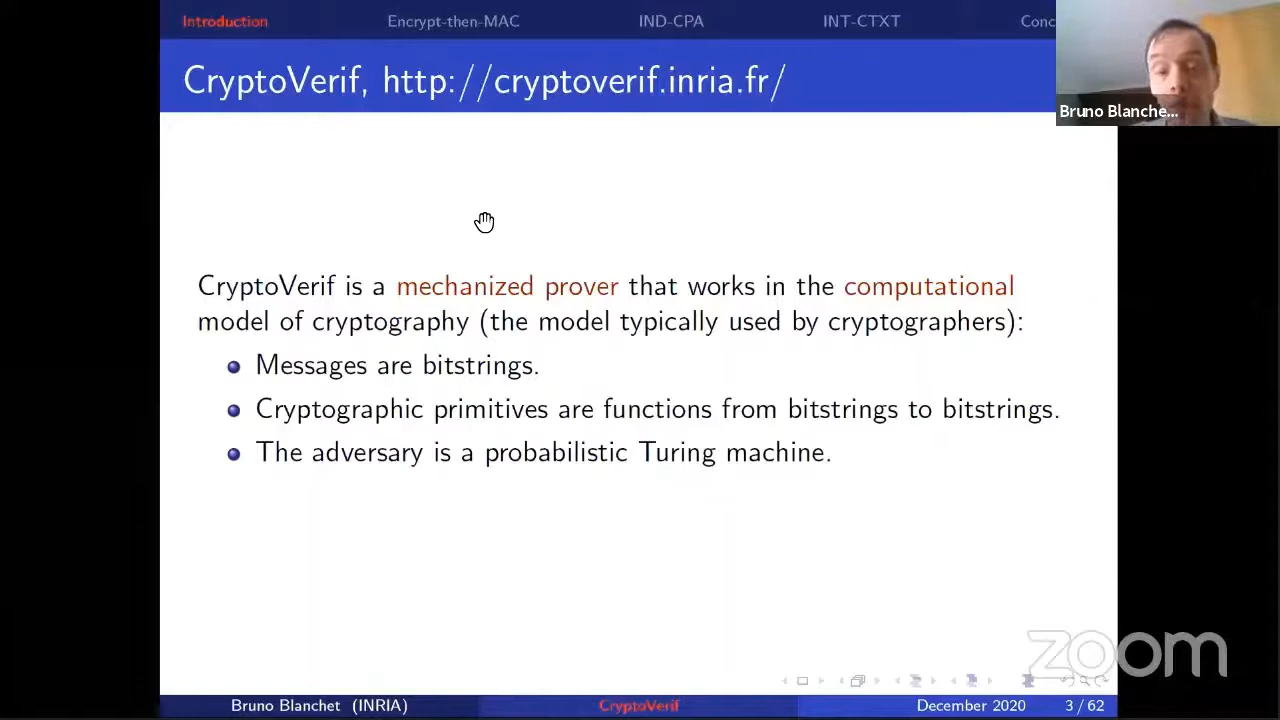 Introduction Encrypt-then-MAC IND-CPA INT-CTXT Conc
CryptoVerif, http://cryptoverif.inria.fr/
Bruno Blanche...
CryptoVerif is a mechanized prover that works in the computational
model of cryptography (the model typically used by cryptographers):
Messages are bitstrings.
Cryptographic primitives are functions from bitstrings to bitstrings.
The adversary is a probabilistic Turing machine.
zoom
Bruno Blanchet (INRIA) CryptoVerif December 2020 3 / 62